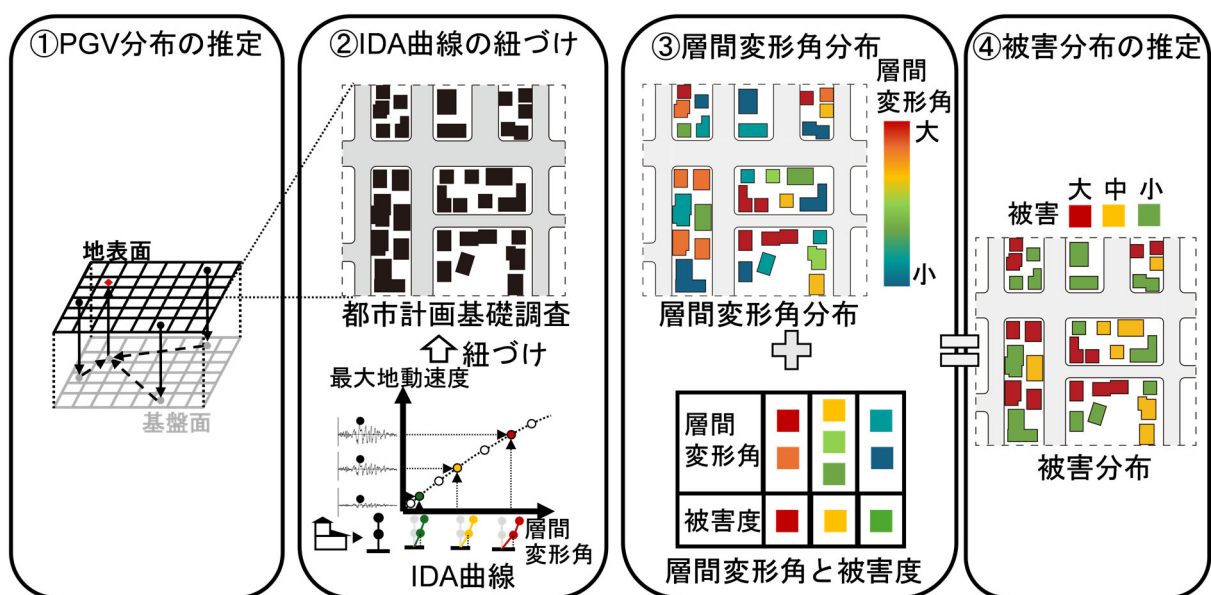 ①PGV分布の推定
地表面
基盤面
②IDA曲線の紐づけ
都市計画基礎調査
紐づけ
最大地動速度
層間
変形角
IDA曲線
③層間変形角分布
層間
変形角
大
小
層間変形角分布
層間
変形角
被害度
層間変形角と被害度
④被害分布の推定
大 中 小
被害
被害分布